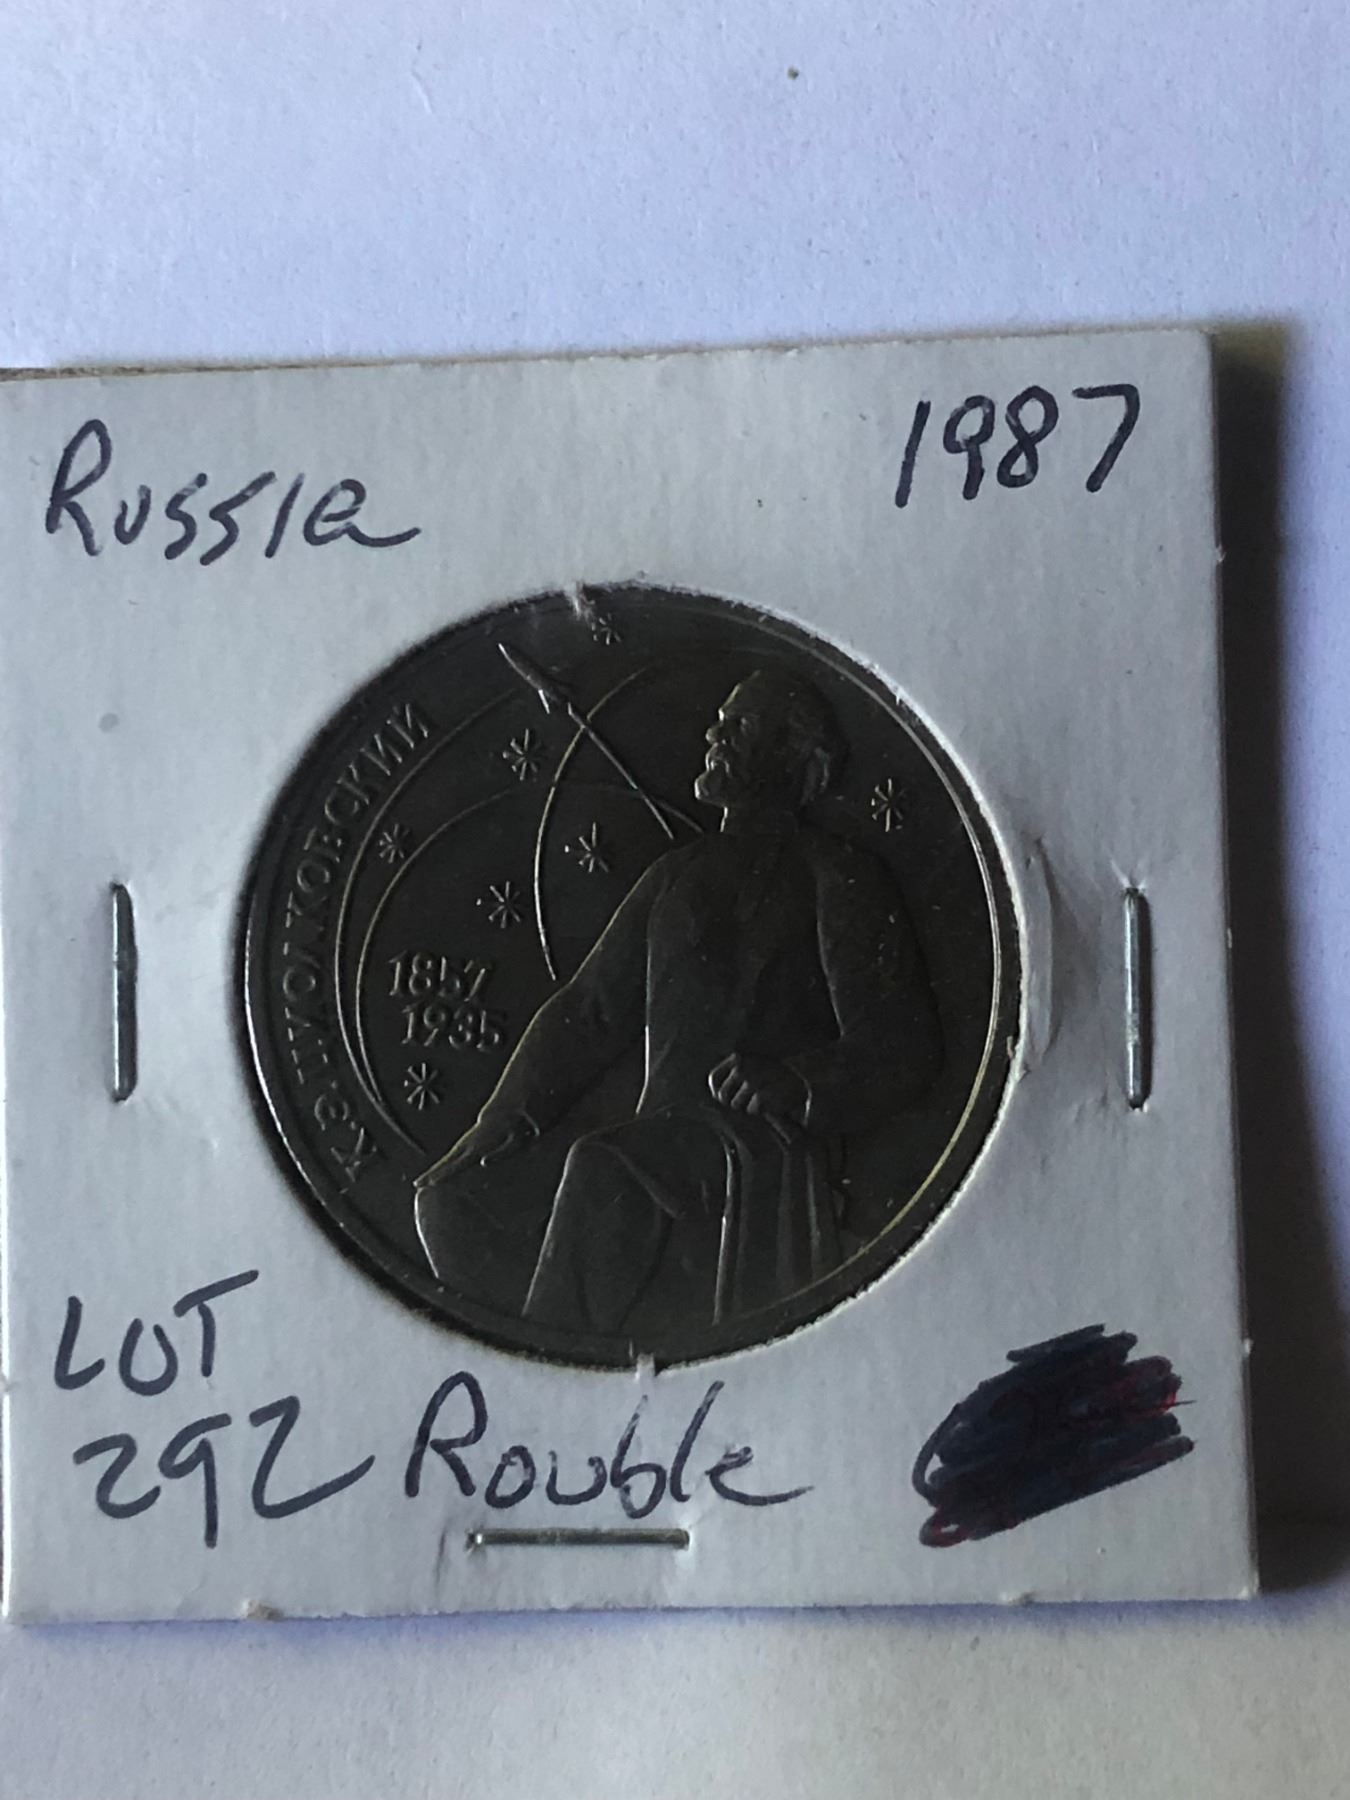 Russia
1987
К.Э.ЦИОЛКОВСКИЙ
1857
1935
LOT
292 Rouble